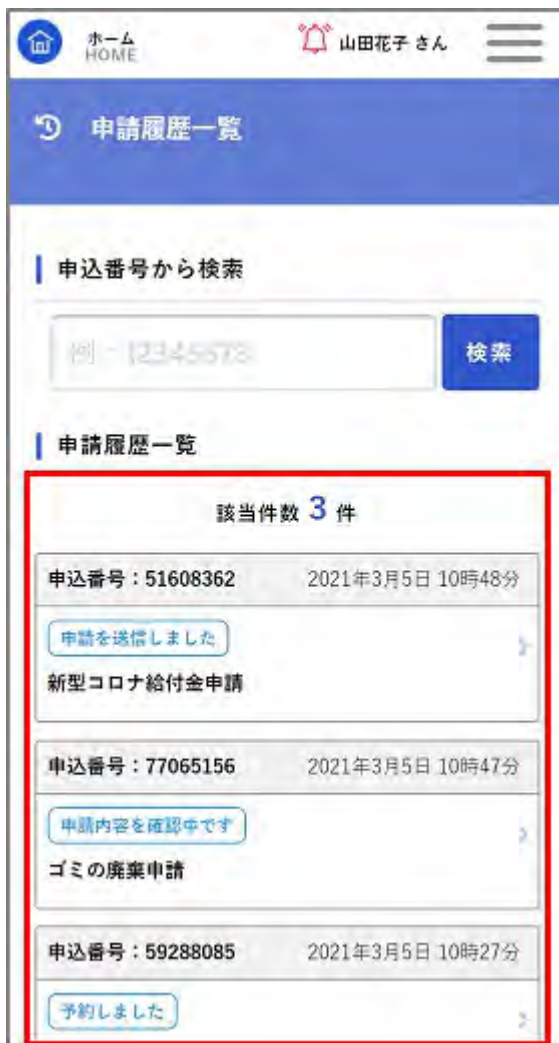 ホーム
HOME
山田花子 さん
申請履歴一覧
申込番号から検索
例：12345678
検索
申請履歴一覧
該当件数 3 件
申込番号：51608362 2021年3月5日 10時48分
申請を送信しました
新型コロナ給付金申請
申込番号：77065156 2021年3月5日 10時47分
申請内容を確認中です
ゴミの廃棄申請
申込番号：59288085 2021年3月5日 10時27分
予約しました